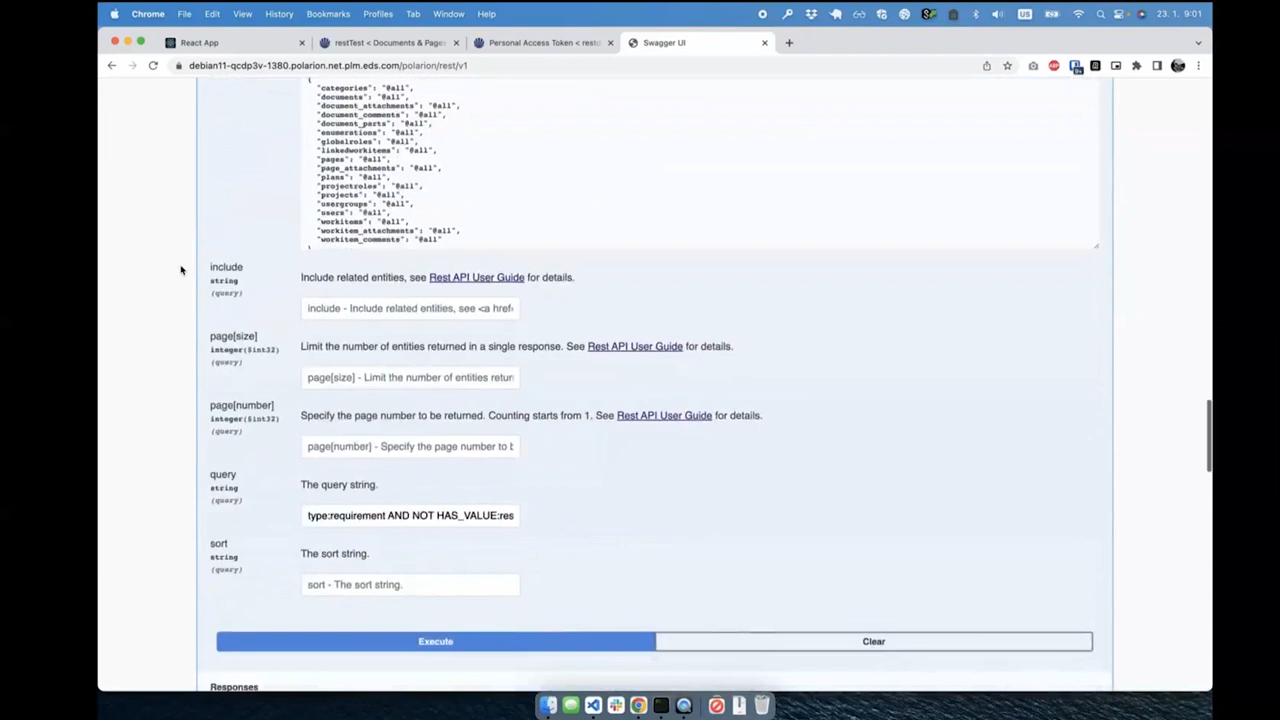 Chrome File Edit View History Bookmarks Profiles Tab Window Help US 23. 1. 9:01
React App restTest < Documents & Pages Personal Access Token < restd Swagger UI
debian11-qcdp3v-1380.polarion.net.plm.eds.com/polarion/rest/v1
{
"categories": "@all",
"documents": "@all",
"document_attachments": "@all",
"document_comments": "@all",
"document_parts": "@all",
"enumerations": "@all",
"globalroles": "@all",
"linkedworkitems": "@all",
"pages": "@all",
"page_attachments": "@all",
"plans": "@all",
"projectroles": "@all",
"projects": "@all",
"usergroups": "@all",
"users": "@all",
"workitems": "@all",
"workitem_attachments": "@all",
"workitem_comments": "@all"
include
string
(query)
Include related entities, see Rest API User Guide for details.
include - Include related entities, see <a href=
page[size]
integer($int32)
(query)
Limit the number of entities returned in a single response. See Rest API User Guide for details.
page[size] - Limit the number of entities return
page[number]
integer($int32)
(query)
Specify the page number to be returned. Counting starts from 1. See Rest API User Guide for details.
page[number] - Specify the page number to b
query
string
(query)
The query string.
type:requirement AND NOT HAS_VALUE:res
sort
string
(query)
The sort string.
sort - The sort string.
Execute Clear
Responses